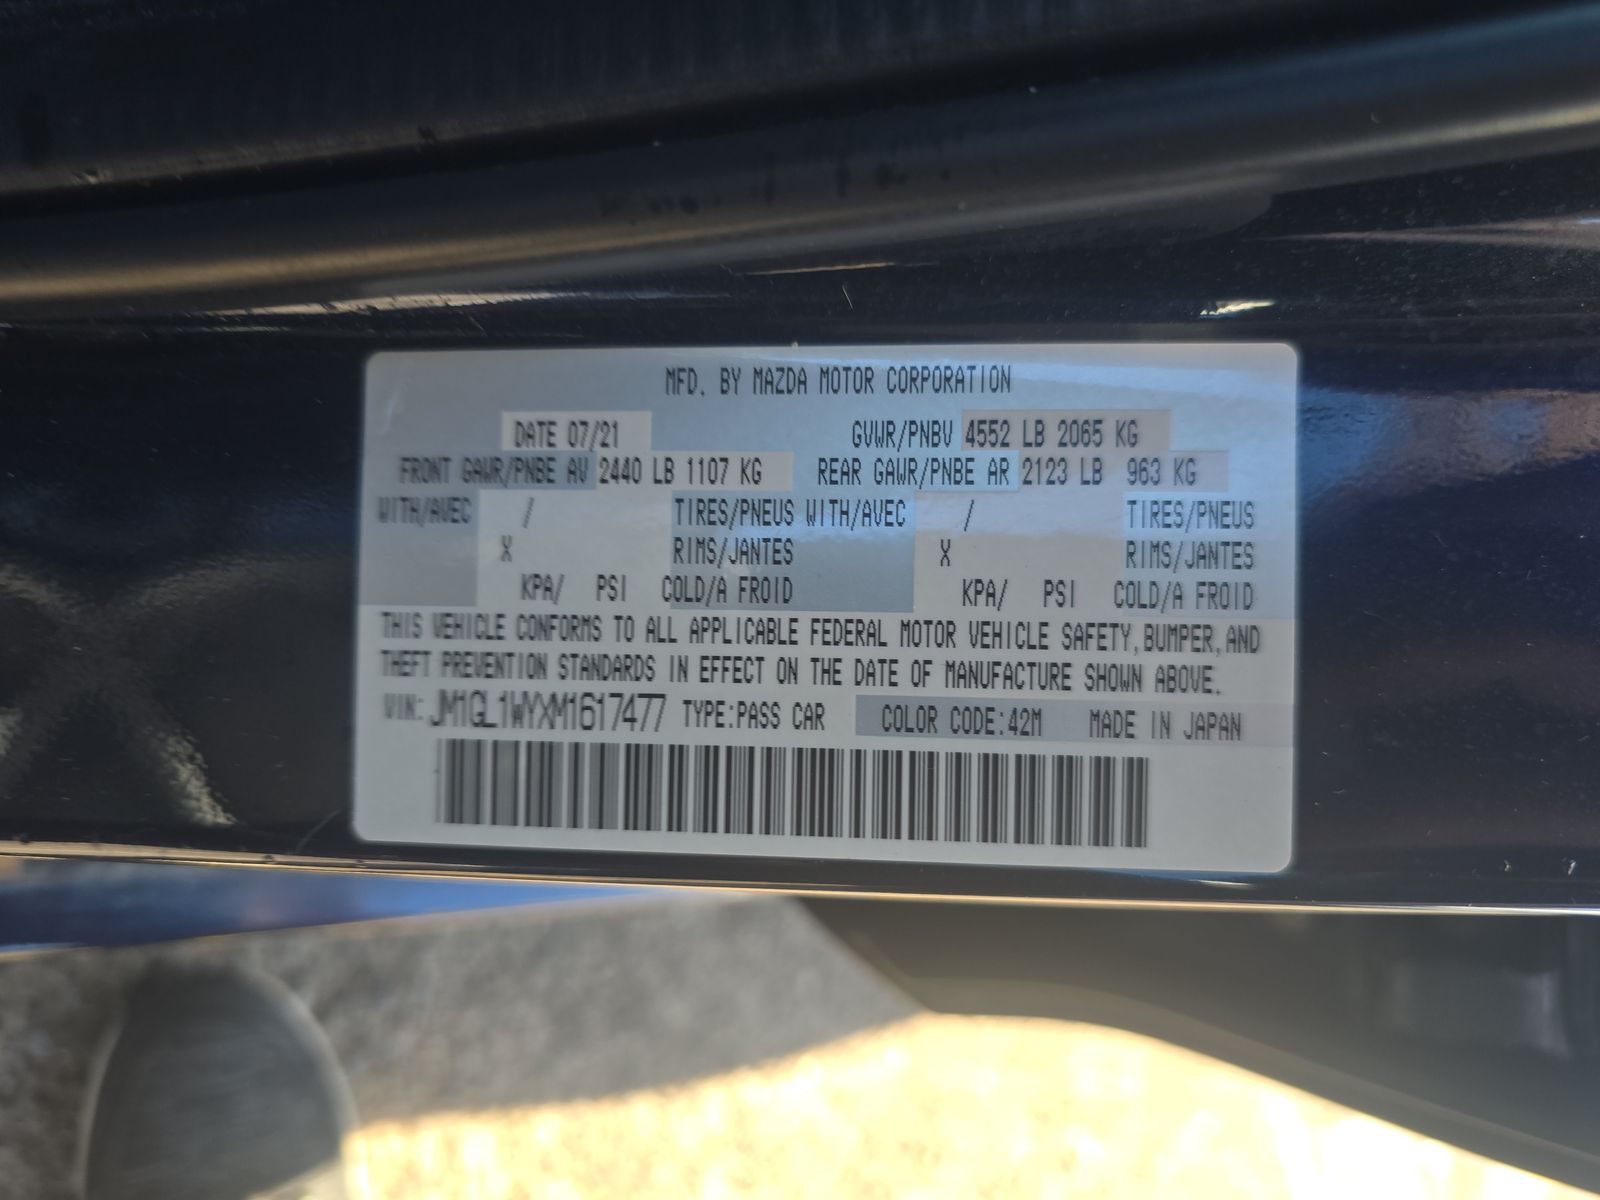 MFD. BY MAZDA MOTOR CORPORATION
DATE 07/21 GVWR/PNBV 4552 LB 2065 KG
FRONT GAWR/PNBE AV 2440 LB 1107 KG REAR GAWR/PNBE AR 2123 LB 963 KG
WITH/AVEC / TIRES/PNEUS WITH/AVEC / TIRES/PNEUS
X RIMS/JANTES X RIMS/JANTES
KPA/ PSI COLD/A FROID KPA/ PSI COLD/A FROID
THIS VEHICLE CONFORMS TO ALL APPLICABLE FEDERAL MOTOR VEHICLE SAFETY, BUMPER, AND
THEFT PREVENTION STANDARDS IN EFFECT ON THE DATE OF MANUFACTURE SHOWN ABOVE.
VIN: JM1GL1WYXM1617477 TYPE:PASS CAR COLOR CODE:42M MADE IN JAPAN